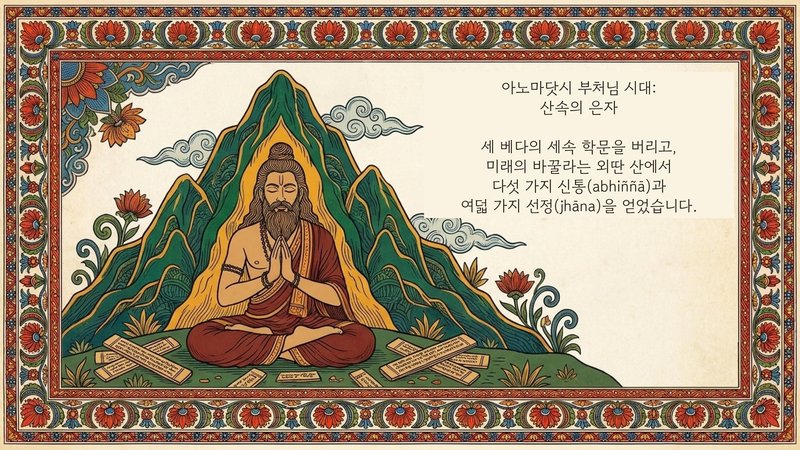 아노마닷시 부처님 시대:
산속의 은자
세 베다의 세속 학문을 버리고,
미래의 바꿀라는 외딴 산에서
다섯 가지 신통(abhiññā)과
여덟 가지 선정(jhāna)을 얻었습니다.